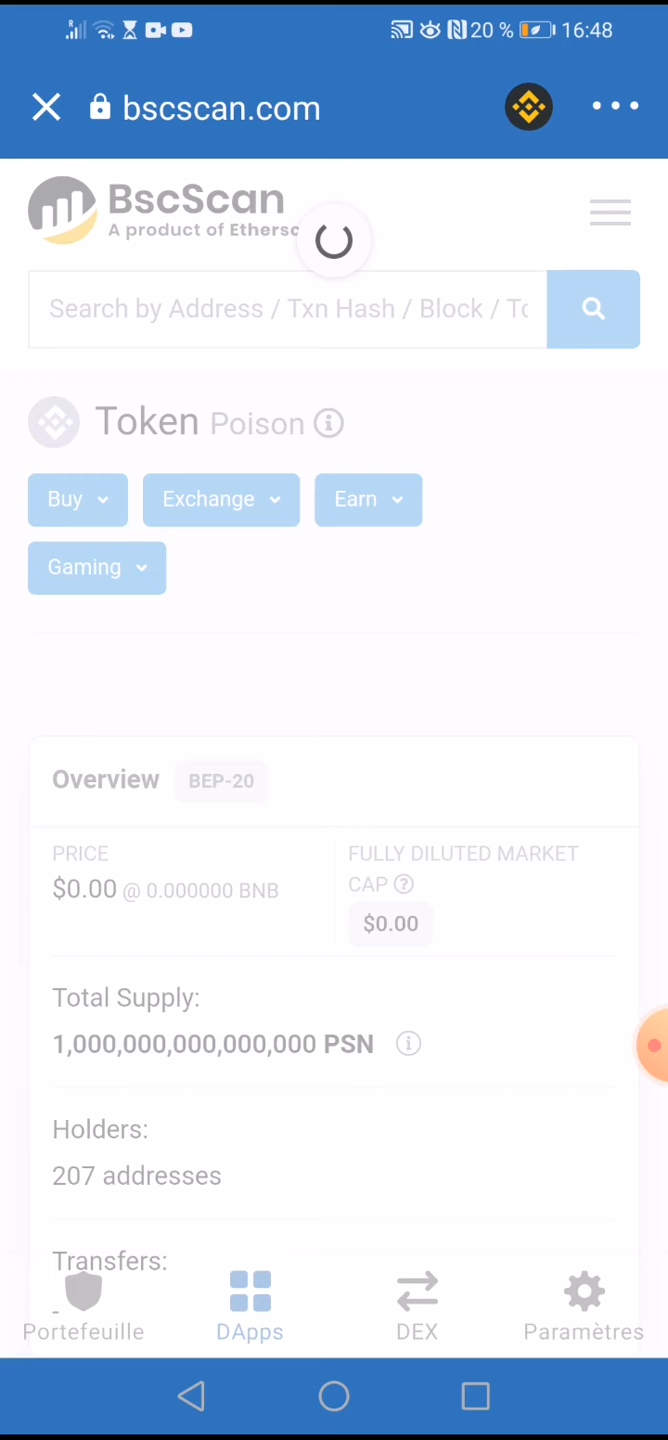 R
20 %
16:48
bscscan.com
BscScan
A product of Ethersc
Search by Address / Txn Hash / Block / To
Token Poison
Buy
Exchange
Earn
Gaming
Overview
BEP-20
PRICE
$0.00 @ 0.000000 BNB
FULLY DILUTED MARKET
CAP
$0.00
Total Supply:
1,000,000,000,000,000 PSN
Holders:
207 addresses
Transfers:
-
Portefeuille
DApps
DEX
Paramètres